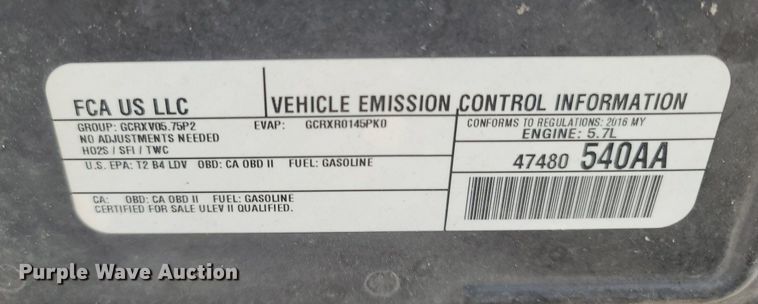 FCA US LLC
VEHICLE EMISSION CONTROL INFORMATION
GROUP: GCRXV05.75P2
EVAP: GCRXR0145PK0
CONFORMS TO REGULATIONS: 2016 MY
NO ADJUSTMENTS NEEDED
ENGINE: 5.7L
HO2S / SFI / TWC
U.S. EPA: T2 B4 LDV OBD: CA OBD II FUEL: GASOLINE
47480 540AA
CA: OBD: CA OBD II FUEL: GASOLINE
CERTIFIED FOR SALE ULEV II QUALIFIED.
Purple Wave Auction